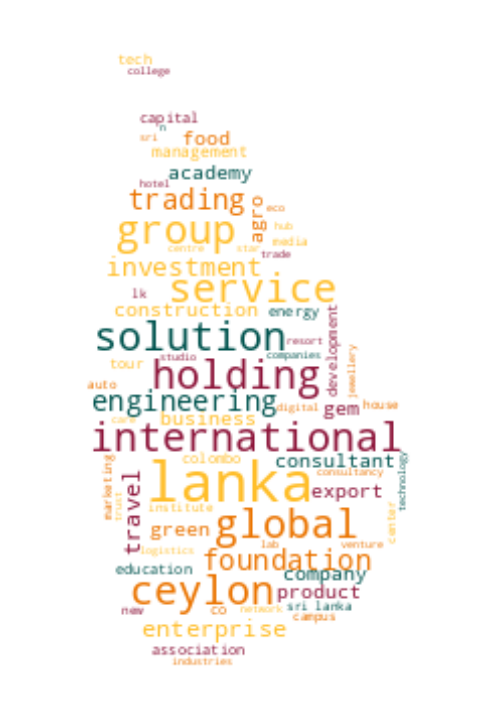 tech
college
capital
n
sri food
management
academy
hotel
trading
agro
eco
group
hub
media
centre star
trade
investment
service
lk
construction energy
development
solution
resort
studio companies
tour
holding
jewellery
auto
engineering
digital gem house
care business
international
colombo consultant
marketing
consultancy
technology
lanka
travel
export
trust
institute
center
green global
lab venture
logistics
foundation
education company
ceylon
product
new co network sri lanka
campus
enterprise
association
industries